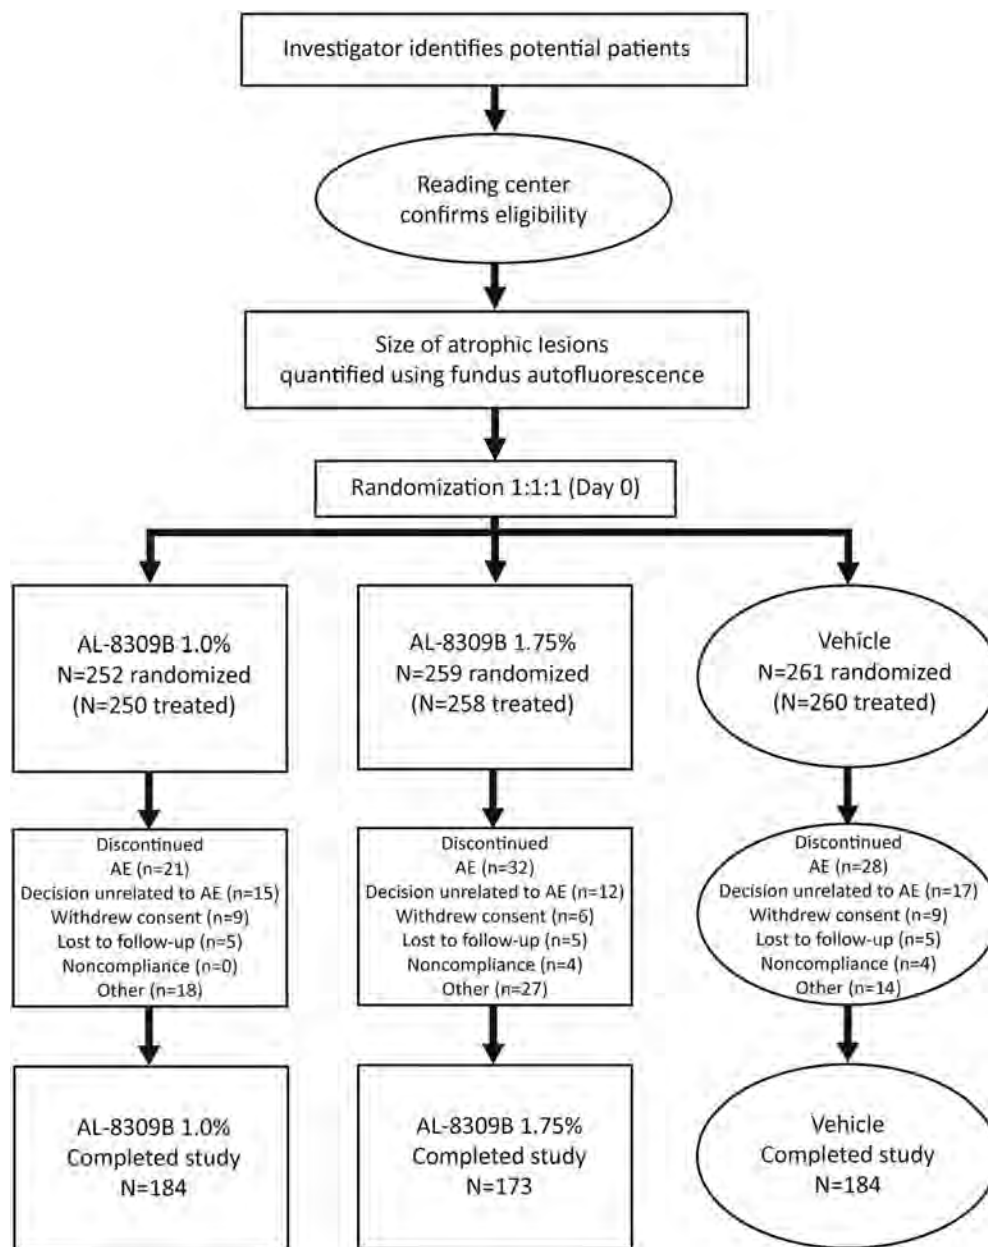 Investigator identifies potential patients
Reading center
confirms eligibility
Size of atrophic lesions
quantified using fundus autofluorescence
Randomization 1:1:1 (Day 0)
AL-8309B 1.0%
N=252 randomized
(N=250 treated)
AL-8309B 1.75%
N=259 randomized
(N=258 treated)
Vehicle
N=261 randomized
(N=260 treated)
Discontinued
AE (n=21)
Decision unrelated to AE (n=15)
Withdrew consent (n=9)
Lost to follow-up (n=5)
Noncompliance (n=0)
Other (n=18)
Discontinued
AE (n=32)
Decision unrelated to AE (n=12)
Withdrew consent (n=6)
Lost to follow-up (n=5)
Noncompliance (n=4)
Other (n=27)
Discontinued
AE (n=28)
Decision unrelated to AE (n=17)
Withdrew consent (n=9)
Lost to follow-up (n=5)
Noncompliance (n=4)
Other (n=14)
AL-8309B 1.0%
Completed study
N=184
AL-8309B 1.75%
Completed study
N=173
Vehicle
Completed study
N=184